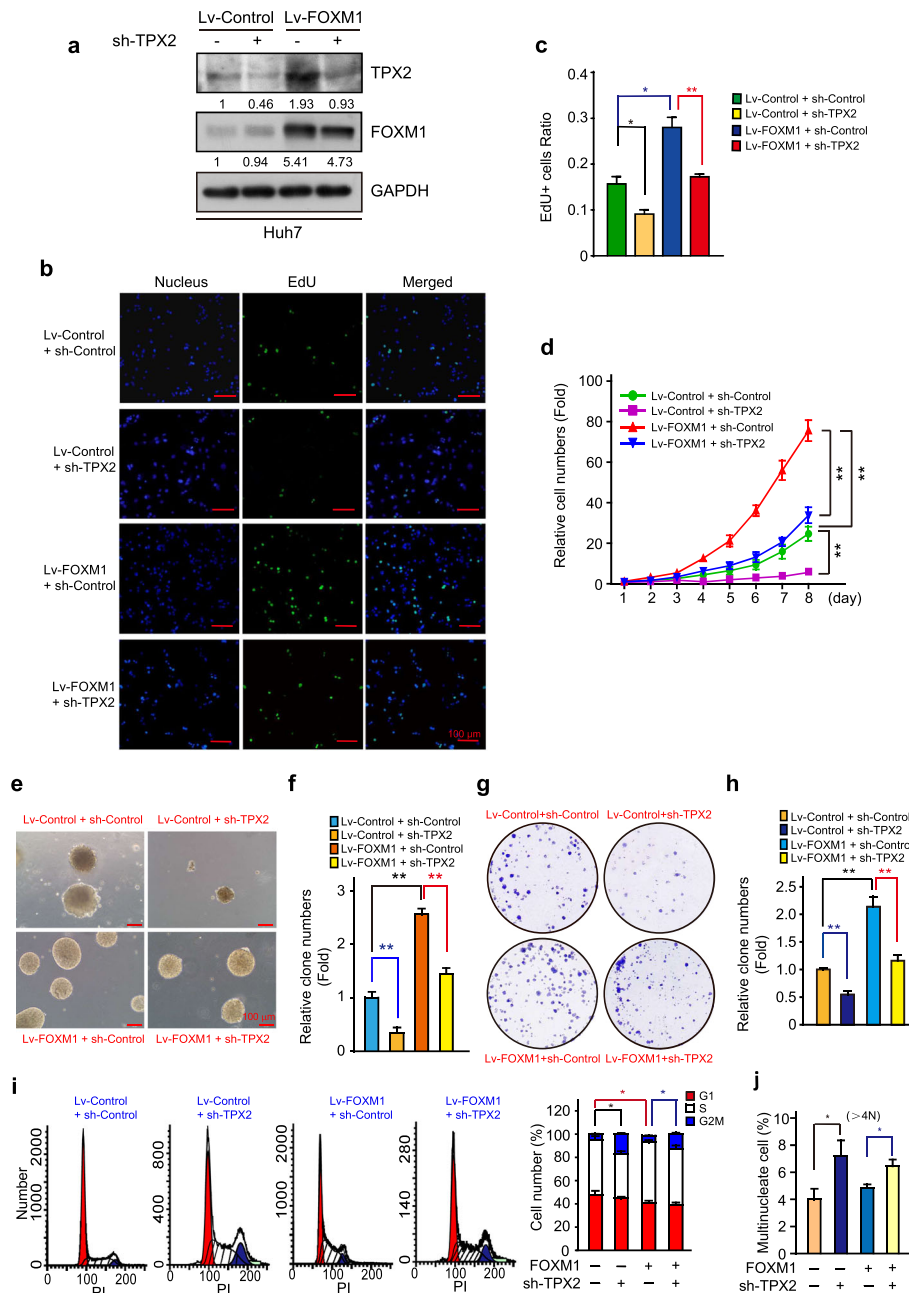 a
Lv-Control Lv-FOXM1
sh-TPX2 - + - +
TPX2
1 0.46 1.93 0.93
FOXM1
1 0.94 5.41 4.73
GAPDH
Huh7
b
Nucleus EdU Merged
Lv-Control
+ sh-Control
Lv-Control
+ sh-TPX2
Lv-FOXM1
+ sh-Control
Lv-FOXM1
+ sh-TPX2
100 μm
c
EdU+ cells Ratio
0.4
0.3
0.2
0.1
0
* * **
Lv-Control + sh-Control
Lv-Control + sh-TPX2
Lv-FOXM1 + sh-Control
Lv-FOXM1 + sh-TPX2
d
Relative cell numbers (Fold)
100
80
60
40
20
0
Lv-Control + sh-Control
Lv-Control + sh-TPX2
Lv-FOXM1 + sh-Control
Lv-FOXM1 + sh-TPX2
** ** **
1 2 3 4 5 6 7 8 (day)
e
Lv-Control + sh-Control Lv-Control + sh-TPX2
100 μm
Lv-FOXM1 + sh-Control Lv-FOXM1 + sh-TPX2
f
Lv-Control + sh-Control
Lv-Control + sh-TPX2
Lv-FOXM1 + sh-Control
Lv-FOXM1 + sh-TPX2
Relative clone numbers
(Fold)
3
2
1
0
** ** **
g
Lv-Control+sh-Control Lv-Control+sh-TPX2
Lv-FOXM1+sh-Control Lv-FOXM1+sh-TPX2
h
Lv-Control + sh-Control
Lv-Control + sh-TPX2
Lv-FOXM1 + sh-Control
Lv-FOXM1 + sh-TPX2
Relative clone numbers
(Fold)
2.5
2.0
1.5
1.0
0.5
0
** ** **
i
Lv-Control
+ sh-Control
Lv-Control
+ sh-TPX2
Lv-FOXM1
+ sh-Control
Lv-FOXM1
+ sh-TPX2
Number
2000
1000
0
800
400
0
2000
1000
0
280
140
0
0 100 200
0 100 200
0 100 200
0 100 200
PI PI PI PI
G1
S
G2M
Cell number (%)
120
100
80
60
40
20
0
* * *
FOXM1 - - + +
sh-TPX2 - + - +
j
Multinucleate cell (%)
(>4N)
10
8
6
4
2
0
* *
FOXM1 - - + +
sh-TPX2 - + - +